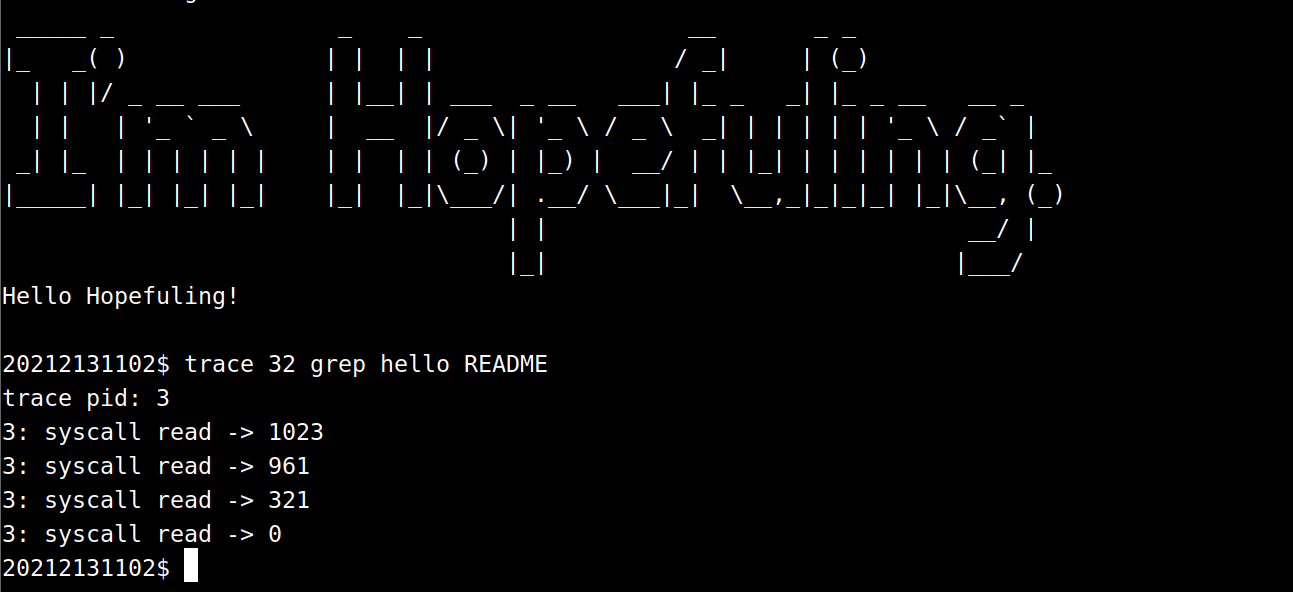 I'm Hopefuling.
Hello Hopefuling!
20212131102$ trace 32 grep hello README
trace pid: 3
3: syscall read -> 1023
3: syscall read -> 961
3: syscall read -> 321
3: syscall read -> 0
20212131102$